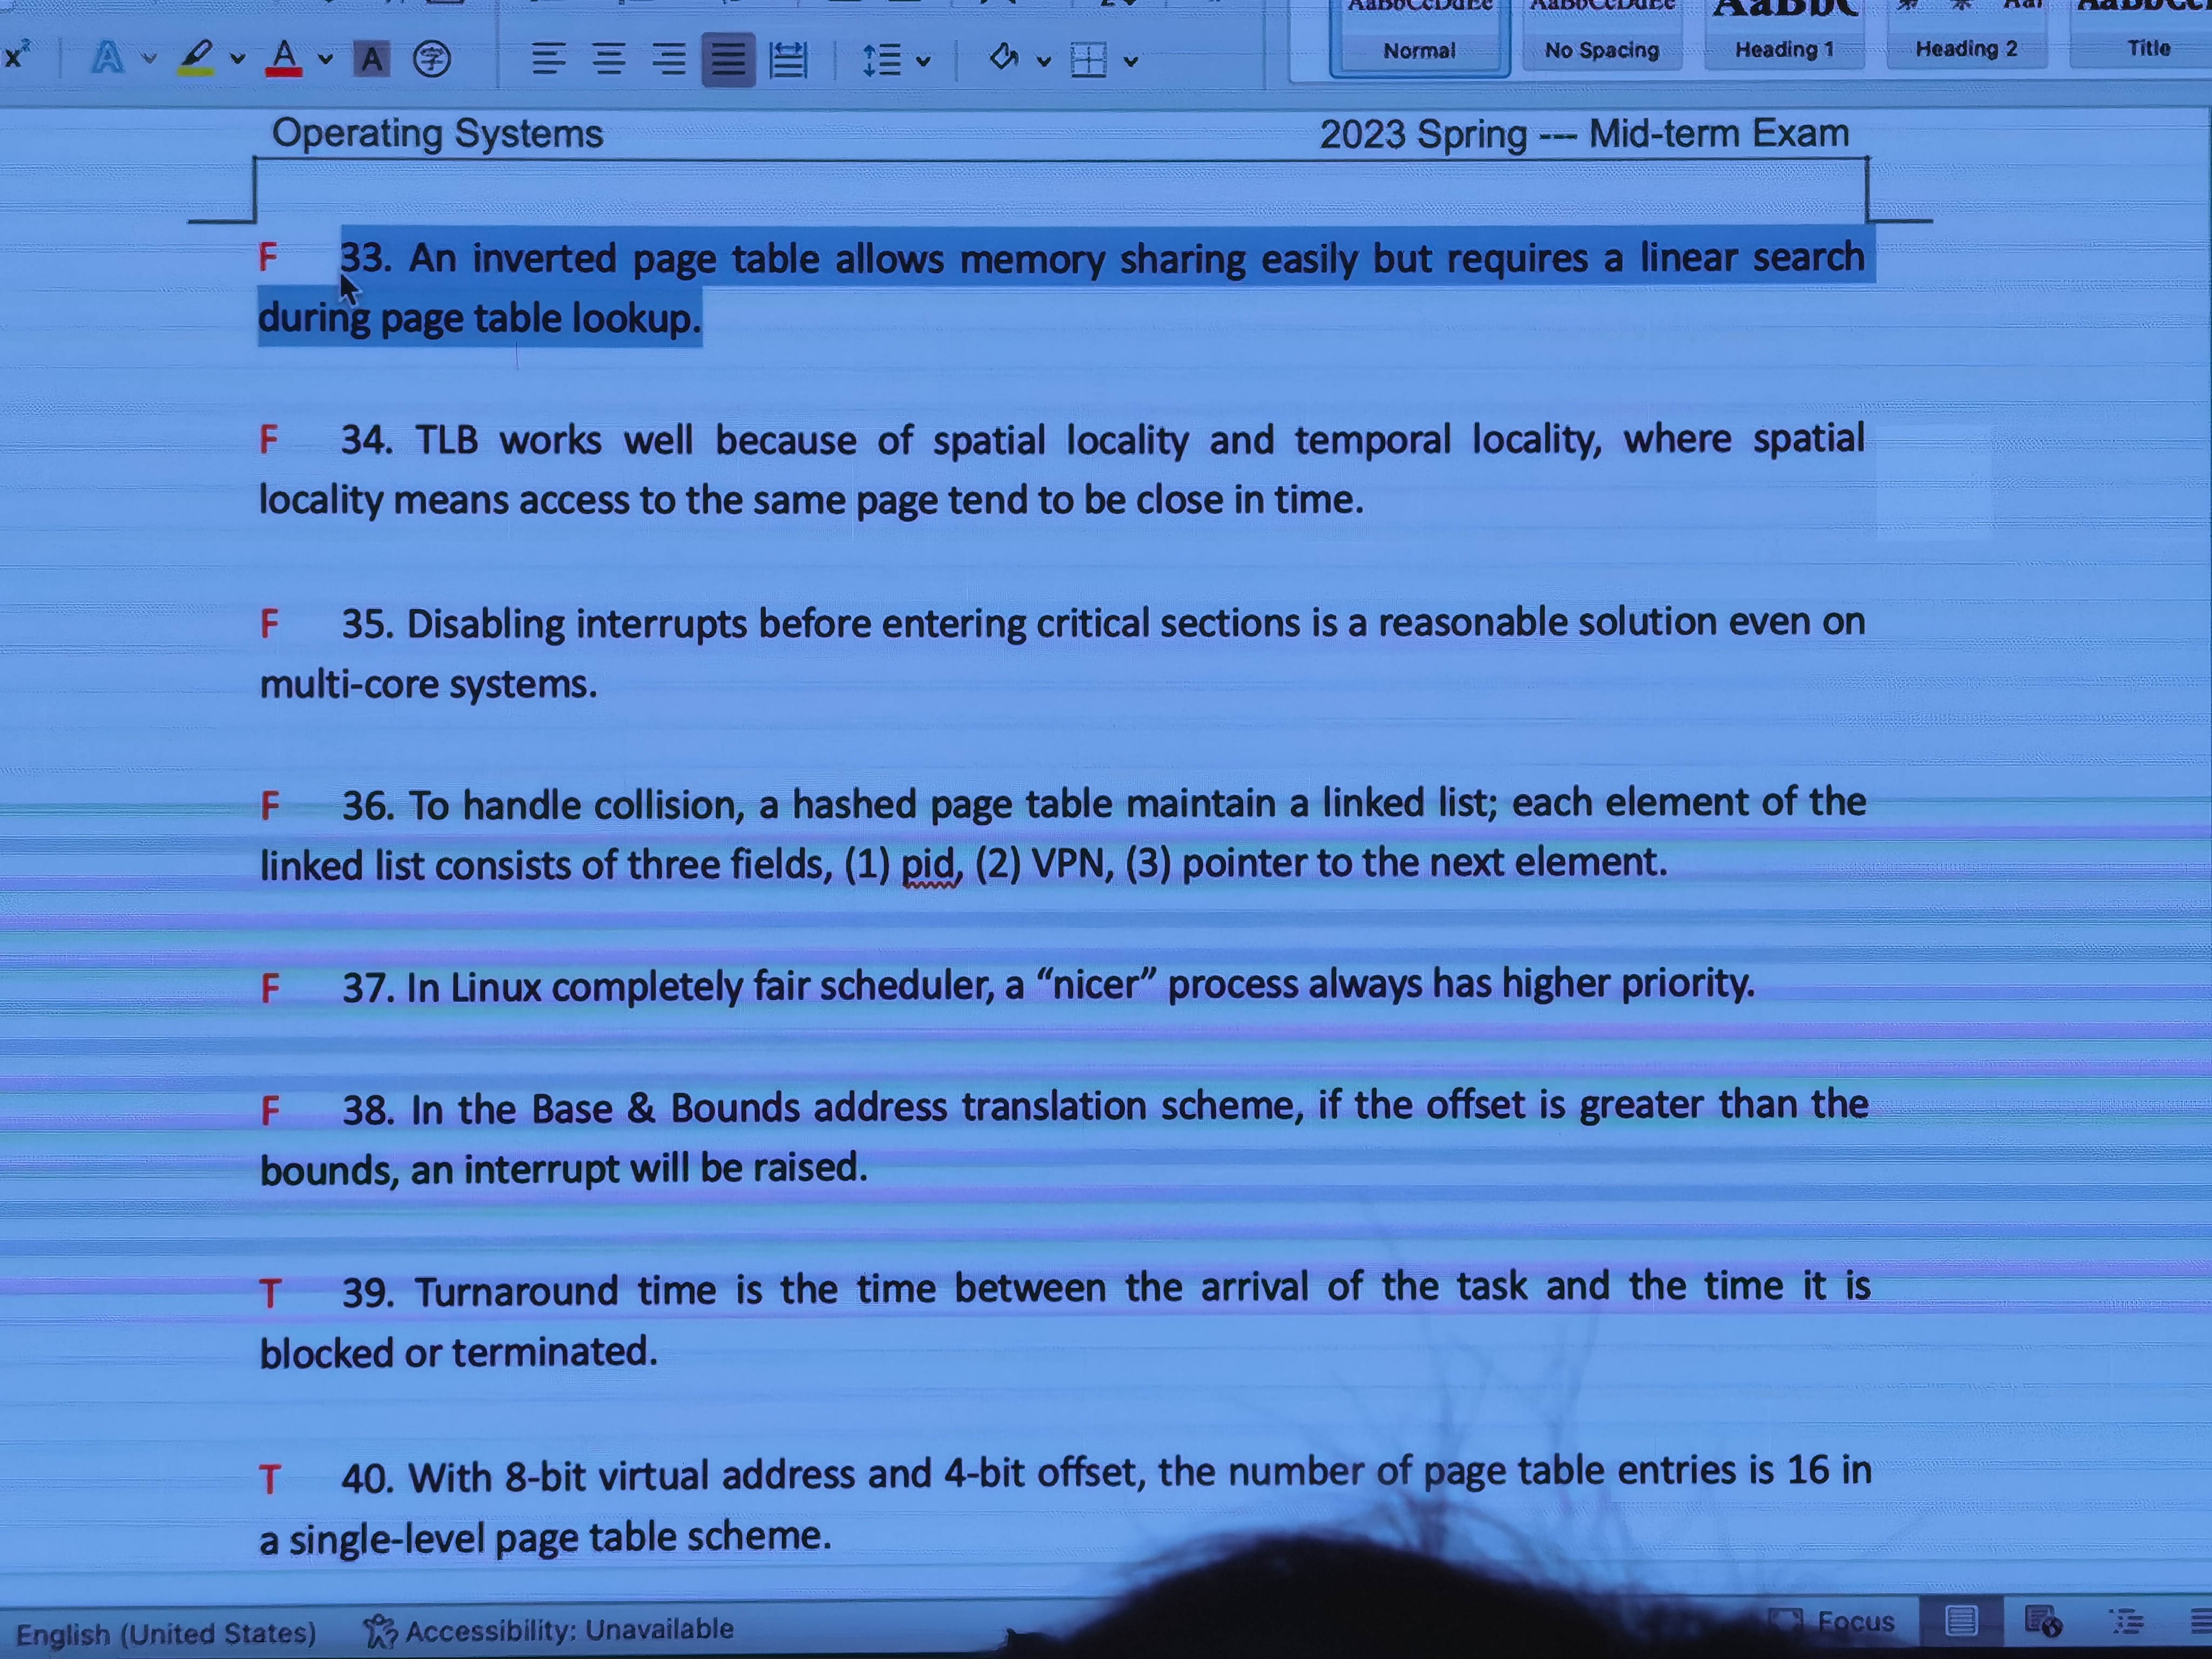 Normal
No Spacing
Heading 1
Heading 2
Title
Operating Systems
2023 Spring --- Mid-term Exam
F 33. An inverted page table allows memory sharing easily but requires a linear search
during page table lookup.
F 34. TLB works well because of spatial locality and temporal locality, where spatial
locality means access to the same page tend to be close in time.
F 35. Disabling interrupts before entering critical sections is a reasonable solution even on
multi-core systems.
F 36. To handle collision, a hashed page table maintain a linked list; each element of the
linked list consists of three fields, (1) pid, (2) VPN, (3) pointer to the next element.
F 37. In Linux completely fair scheduler, a “nicer” process always has higher priority.
F 38. In the Base & Bounds address translation scheme, if the offset is greater than the
bounds, an interrupt will be raised.
T 39. Turnaround time is the time between the arrival of the task and the time it is
blocked or terminated.
T 40. With 8-bit virtual address and 4-bit offset, the number of page table entries is 16 in
a single-level page table scheme.
English (United States)
Accessibility: Unavailable
Focus